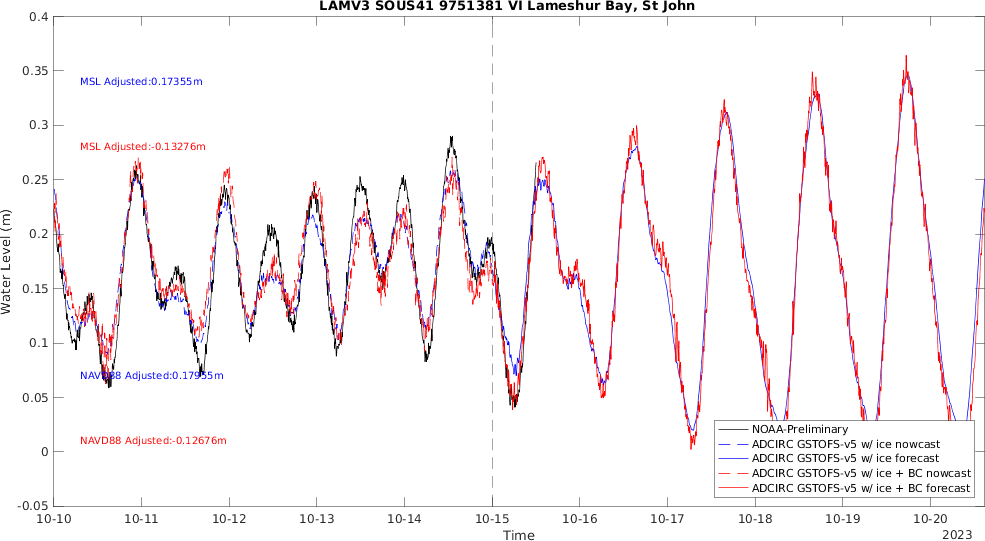 LAMV3 SOUS41 9751381 VI Lameshur Bay, St John
0.4
0.35
0.3
0.25
0.2
0.15
0.1
0.05
0
-0.05
Water Level (m)
MSL Adjusted:0.17355m
MSL Adjusted:-0.13276m
NAVD88 Adjusted:0.17955m
NAVD88 Adjusted:-0.12676m
NOAA-Preliminary
ADCIRC GSTOFS-v5 w/ ice nowcast
ADCIRC GSTOFS-v5 w/ ice forecast
ADCIRC GSTOFS-v5 w/ ice + BC nowcast
ADCIRC GSTOFS-v5 w/ ice + BC forecast
10-10 10-11 10-12 10-13 10-14 10-15 10-16 10-17 10-18 10-19 10-20
Time
2023